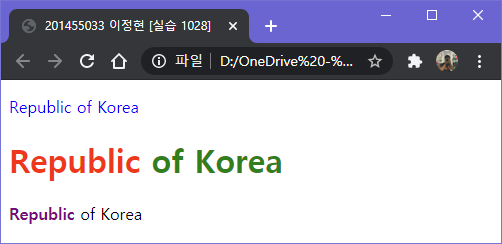 201455033 이정현 [실습 1028]
파일 D:/OneDrive%20-%...
Republic of Korea
Republic of Korea
Republic of Korea